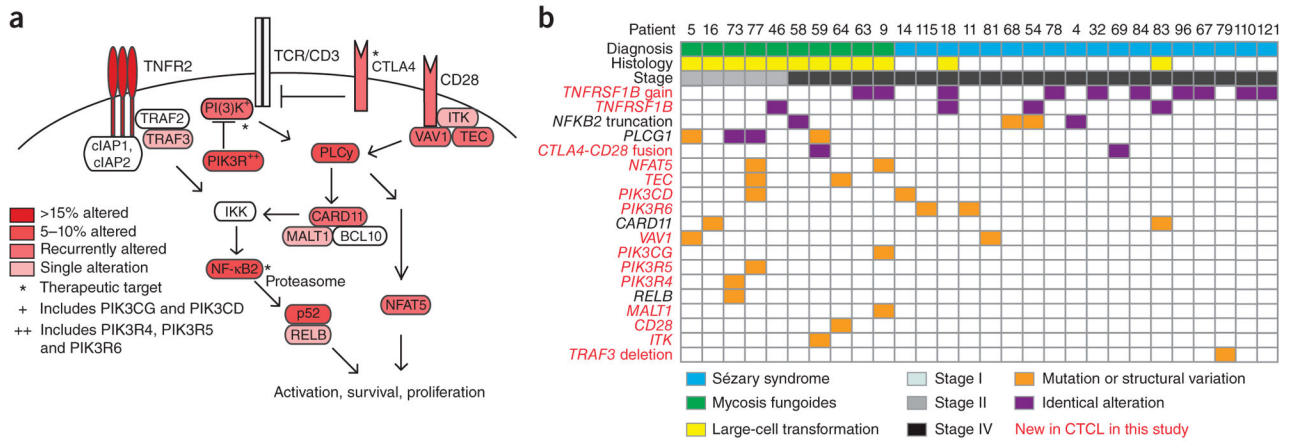 a
TNFR2
TCR/CD3
*
CTLA4
CD28
PI(3)K+
*
TRAF2
TRAF3
cIAP1,
cIAP2
PIK3R++
ITK
VAV1
TEC
PLCγ
IKK
CARD11
MALT1
BCL10
NF-κB2
*
Proteasome
p52
RELB
NFAT5
Activation, survival, proliferation
>15% altered
5–10% altered
Recurrently altered
Single alteration
* Therapeutic target
+ Includes PIK3CG and PIK3CD
++ Includes PIK3R4, PIK3R5
and PIK3R6
b
Patient
5 16 73 77 46 58 59 64 63 9 14 115 18 11 81 68 54 78 4 32 69 84 83 96 67 79 110 121
Diagnosis
Histology
Stage
TNFRSF1B gain
TNFRSF1B
NFKB2 truncation
PLCG1
CTLA4-CD28 fusion
NFAT5
TEC
PIK3CD
PIK3R6
CARD11
VAV1
PIK3CG
PIK3R5
PIK3R4
RELB
MALT1
CD28
ITK
TRAF3 deletion
Sézary syndrome
Mycosis fungoides
Large-cell transformation
Stage I
Stage II
Stage IV
Mutation or structural variation
Identical alteration
New in CTCL in this study